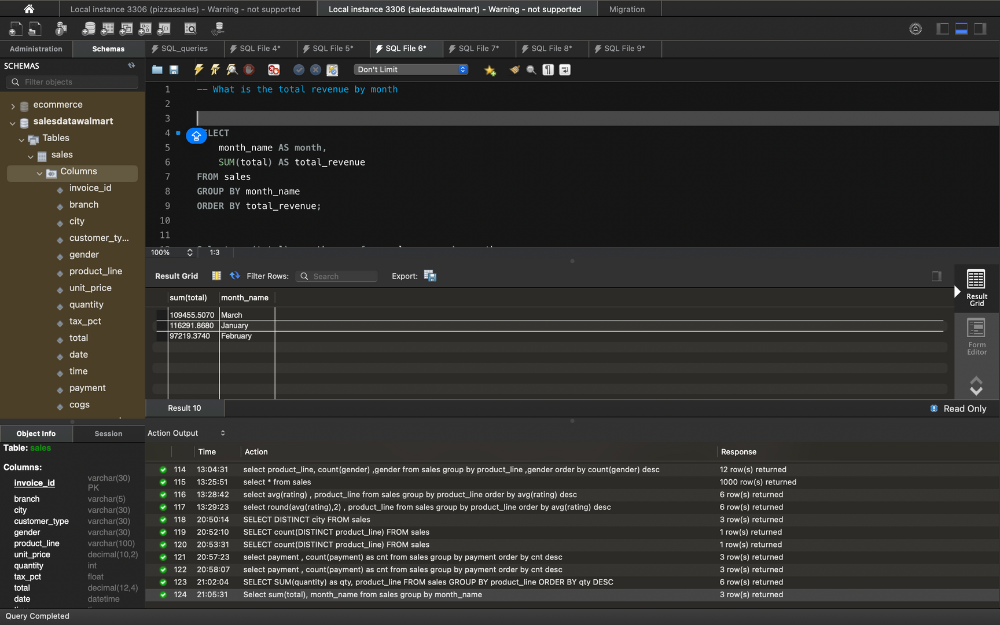 Local instance 3306 (pizzassales) - Warning - not supported
Local instance 3306 (salesdatawalmart) - Warning - not supported
Migration
Administration
Schemas
SQL_queries
SQL File 4*
SQL File 5*
SQL File 6*
SQL File 7*
SQL File 8*
SQL File 9*
SCHEMAS
Filter objects
Don't Limit
ecommerce
salesdatawalmart
Tables
sales
Columns
invoice_id
branch
city
customer_ty...
gender
product_line
unit_price
quantity
tax_pct
total
date
time
payment
cogs
1 -- What is the total revenue by month
2
3
4 LECT
5 month_name AS month,
6 SUM(total) AS total_revenue
7 FROM sales
8 GROUP BY month_name
9 ORDER BY total_revenue;
10
11
100%
1:3
Result Grid
Filter Rows:
Search
Export:
sum(total) month_name
109455.5070 March
116291.8680 January
97219.3740 February
Result
Grid
Form
Editor
Result 10
Read Only
Object Info
Session
Table: sales
Columns:
invoice_id varchar(30)
PK
branch varchar(5)
city varchar(30)
customer_type varchar(30)
gender varchar(30)
product_line varchar(100)
unit_price decimal(10,2)
quantity int
tax_pct float
total decimal(12,4)
date datetime
Action Output
Time Action Response
114 13:04:31 select product_line, count(gender) ,gender from sales group by product_line ,gender order by count(gender) desc 12 row(s) returned
115 13:25:51 select * from sales 1000 row(s) returned
116 13:28:42 select avg(rating) , product_line from sales group by product_line order by avg(rating) desc 6 row(s) returned
117 13:29:23 select round(avg(rating),2) , product_line from sales group by product_line order by avg(rating) desc 6 row(s) returned
118 20:50:14 SELECT DISTINCT city FROM sales 3 row(s) returned
119 20:52:10 SELECT count(DISTINCT product_line) FROM sales 1 row(s) returned
120 20:53:31 SELECT count(DISTINCT product_line) FROM sales 1 row(s) returned
121 20:57:23 select payment , count(payment) as cnt from sales group by payment order by cnt desc 3 row(s) returned
122 20:58:07 select payment , count(payment) as cnt from sales group by payment order by cnt desc 3 row(s) returned
123 21:02:04 SELECT SUM(quantity) as qty, product_line FROM sales GROUP BY product_line ORDER BY qty DESC 6 row(s) returned
124 21:05:31 Select sum(total), month_name from sales group by month_name 3 row(s) returned
Query Completed